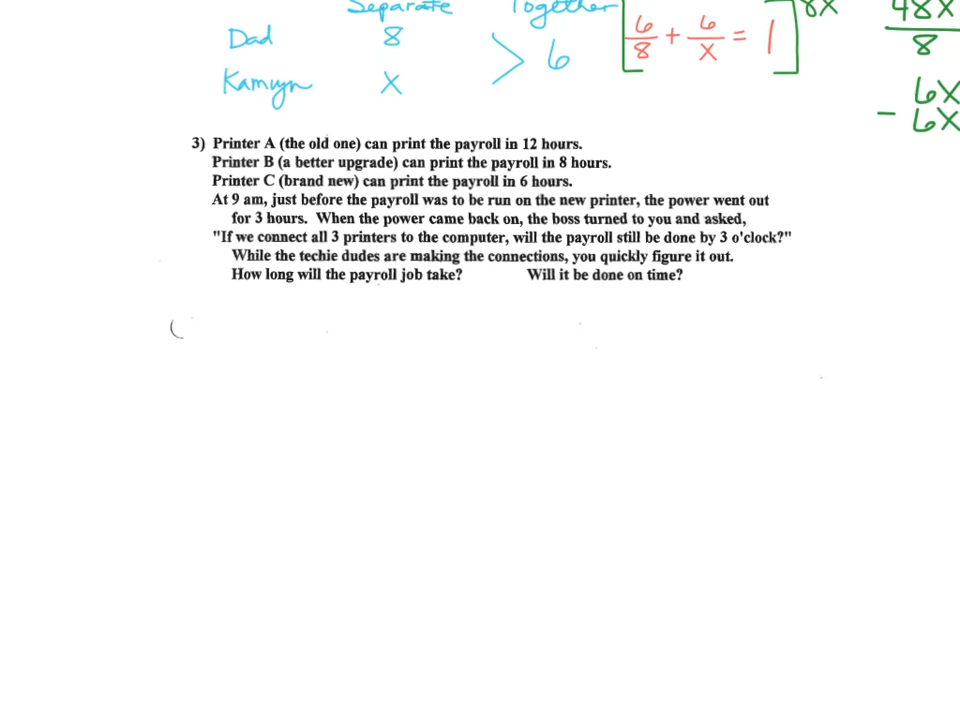 Separate Together
Dad 8
> 6
Kamryn X
[6/8 + 6/X = 1] 8X
48X
8
6X
- 6X
3) Printer A (the old one) can print the payroll in 12 hours.
Printer B (a better upgrade) can print the payroll in 8 hours.
Printer C (brand new) can print the payroll in 6 hours.
At 9 am, just before the payroll was to be run on the new printer, the power went out
for 3 hours. When the power came back on, the boss turned to you and asked,
"If we connect all 3 printers to the computer, will the payroll still be done by 3 o'clock?"
While the techie dudes are making the connections, you quickly figure it out.
How long will the payroll job take? Will it be done on time?
(